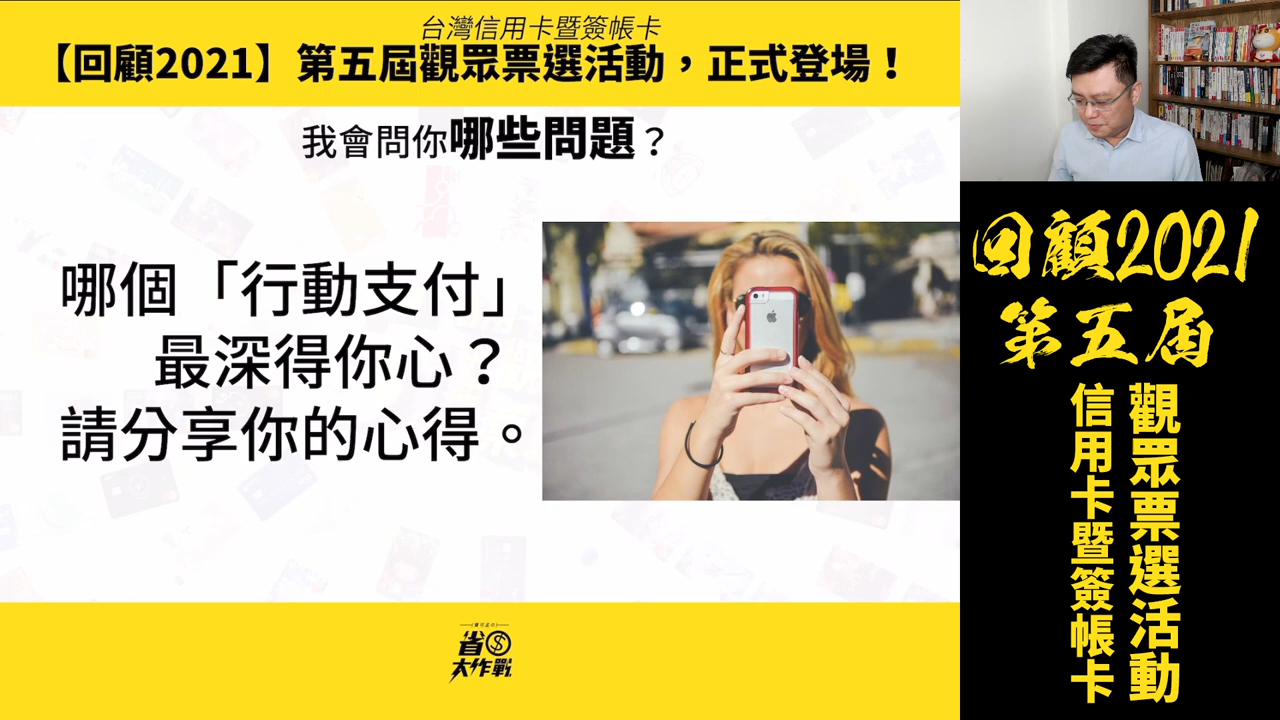 台灣信用卡暨簽帳卡
【回顧2021】第五屆觀眾票選活動，正式登場！
我會問你哪些問題？
哪個「行動支付」
最深得你心？
請分享你的心得。
省$
大作戰
回顧2021
第五屆
觀眾票選活動
信用卡暨簽帳卡